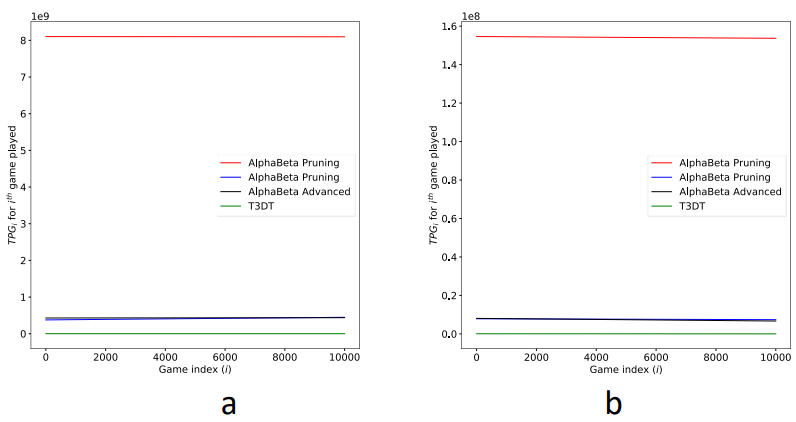 1e9
8
7
6
5
4
3
2
1
0
TPGᵢ for iᵗʰ game played
AlphaBeta Pruning
AlphaBeta Pruning
AlphaBeta Advanced
T3DT
0 2000 4000 6000 8000 10000
Game index (i)
a
1e8
1.6
1.4
1.2
1.0
0.8
0.6
0.4
0.2
0.0
TPGᵢ for iᵗʰ game played
AlphaBeta Pruning
AlphaBeta Pruning
AlphaBeta Advanced
T3DT
0 2000 4000 6000 8000 10000
Game index (i)
b